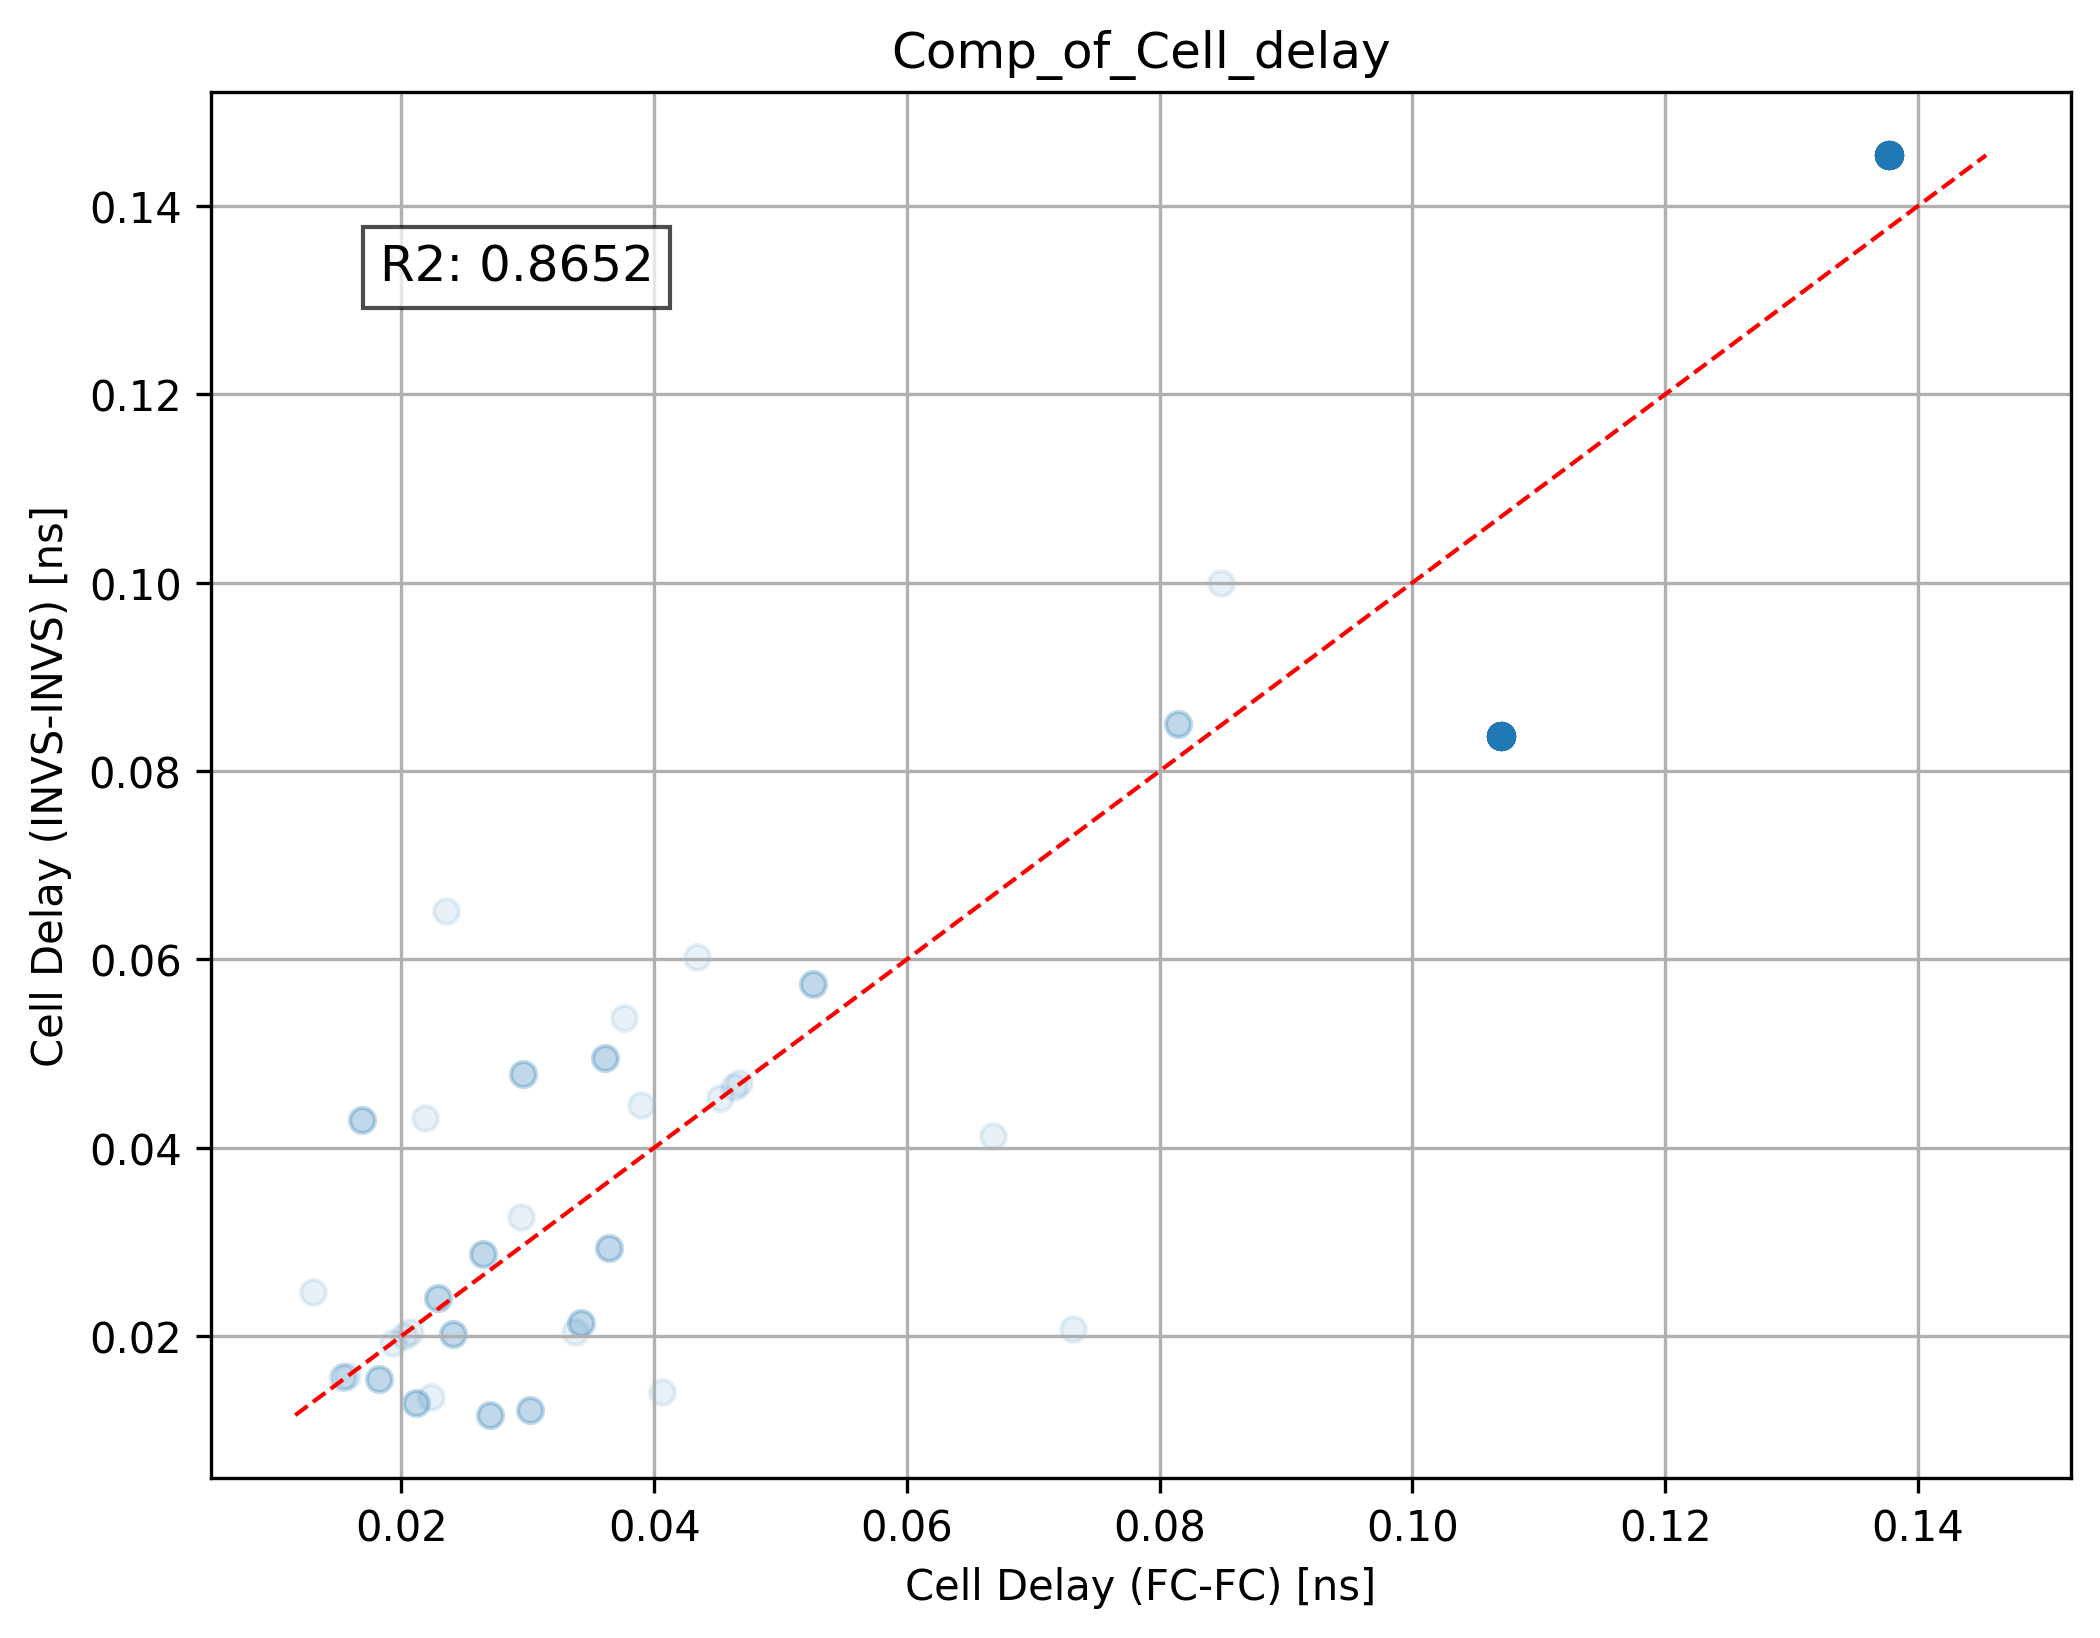 Comp_of_Cell_delay
0.14
R2: 0.8652
0.12
0.10
0.08
0.06
0.04
0.02
Cell Delay (INVS-INVS) [ns]
0.02 0.04 0.06 0.08 0.10 0.12 0.14
Cell Delay (FC-FC) [ns]